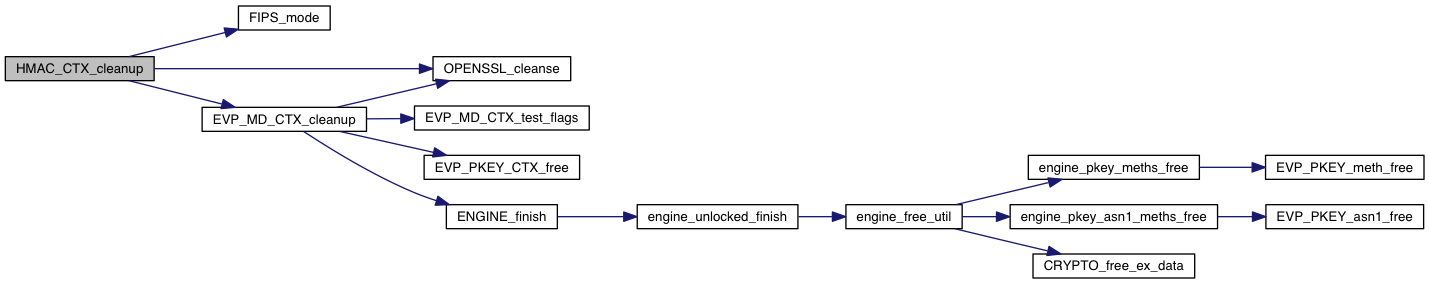 FIPS_mode
HMAC_CTX_cleanup
OPENSSL_cleanse
EVP_MD_CTX_cleanup
EVP_MD_CTX_test_flags
EVP_PKEY_CTX_free
engine_pkey_meths_free
EVP_PKEY_meth_free
ENGINE_finish
engine_unlocked_finish
engine_free_util
engine_pkey_asn1_meths_free
EVP_PKEY_asn1_free
CRYPTO_free_ex_data